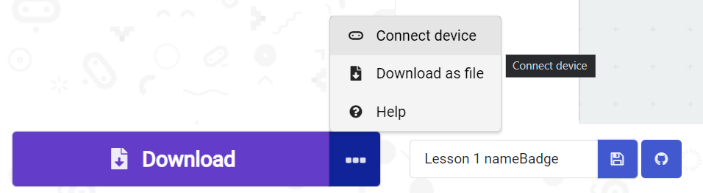 Connect device
Connect device
Download as file
Help
Download
Lesson 1 nameBadge